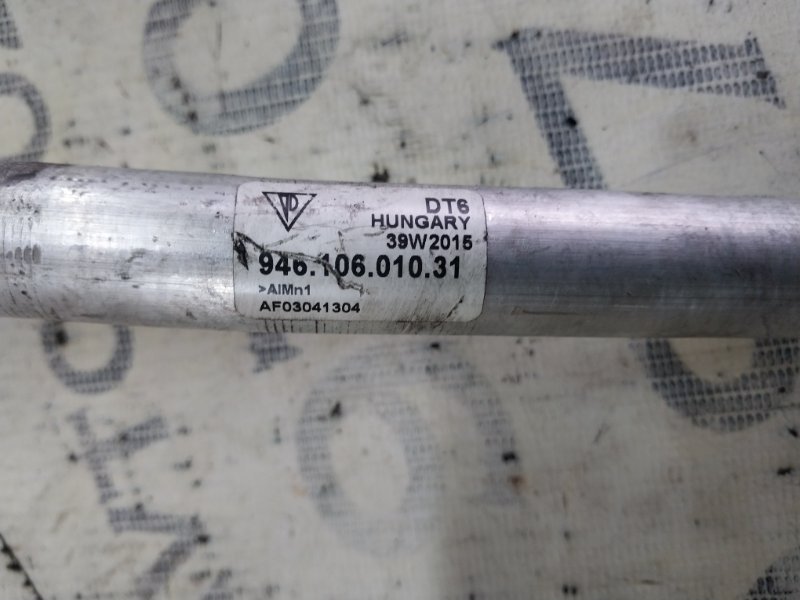 DT6
HUNGARY
39W2015
946.106.010.31
>AlMn1
AF03041304